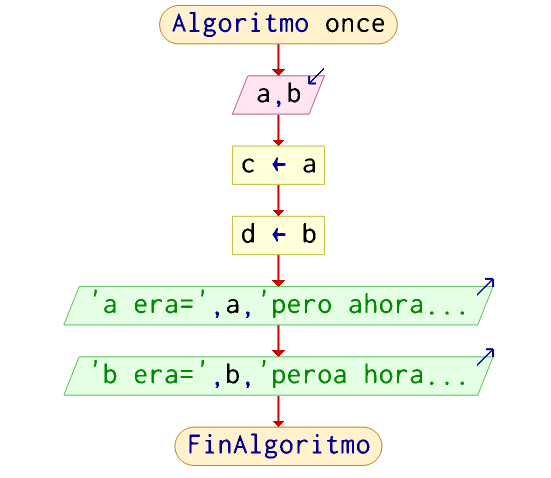 Algoritmo once
a,b
c ← a
d ← b
'a era=',a,'pero ahora...
'b era=',b,'peroa hora...
FinAlgoritmo